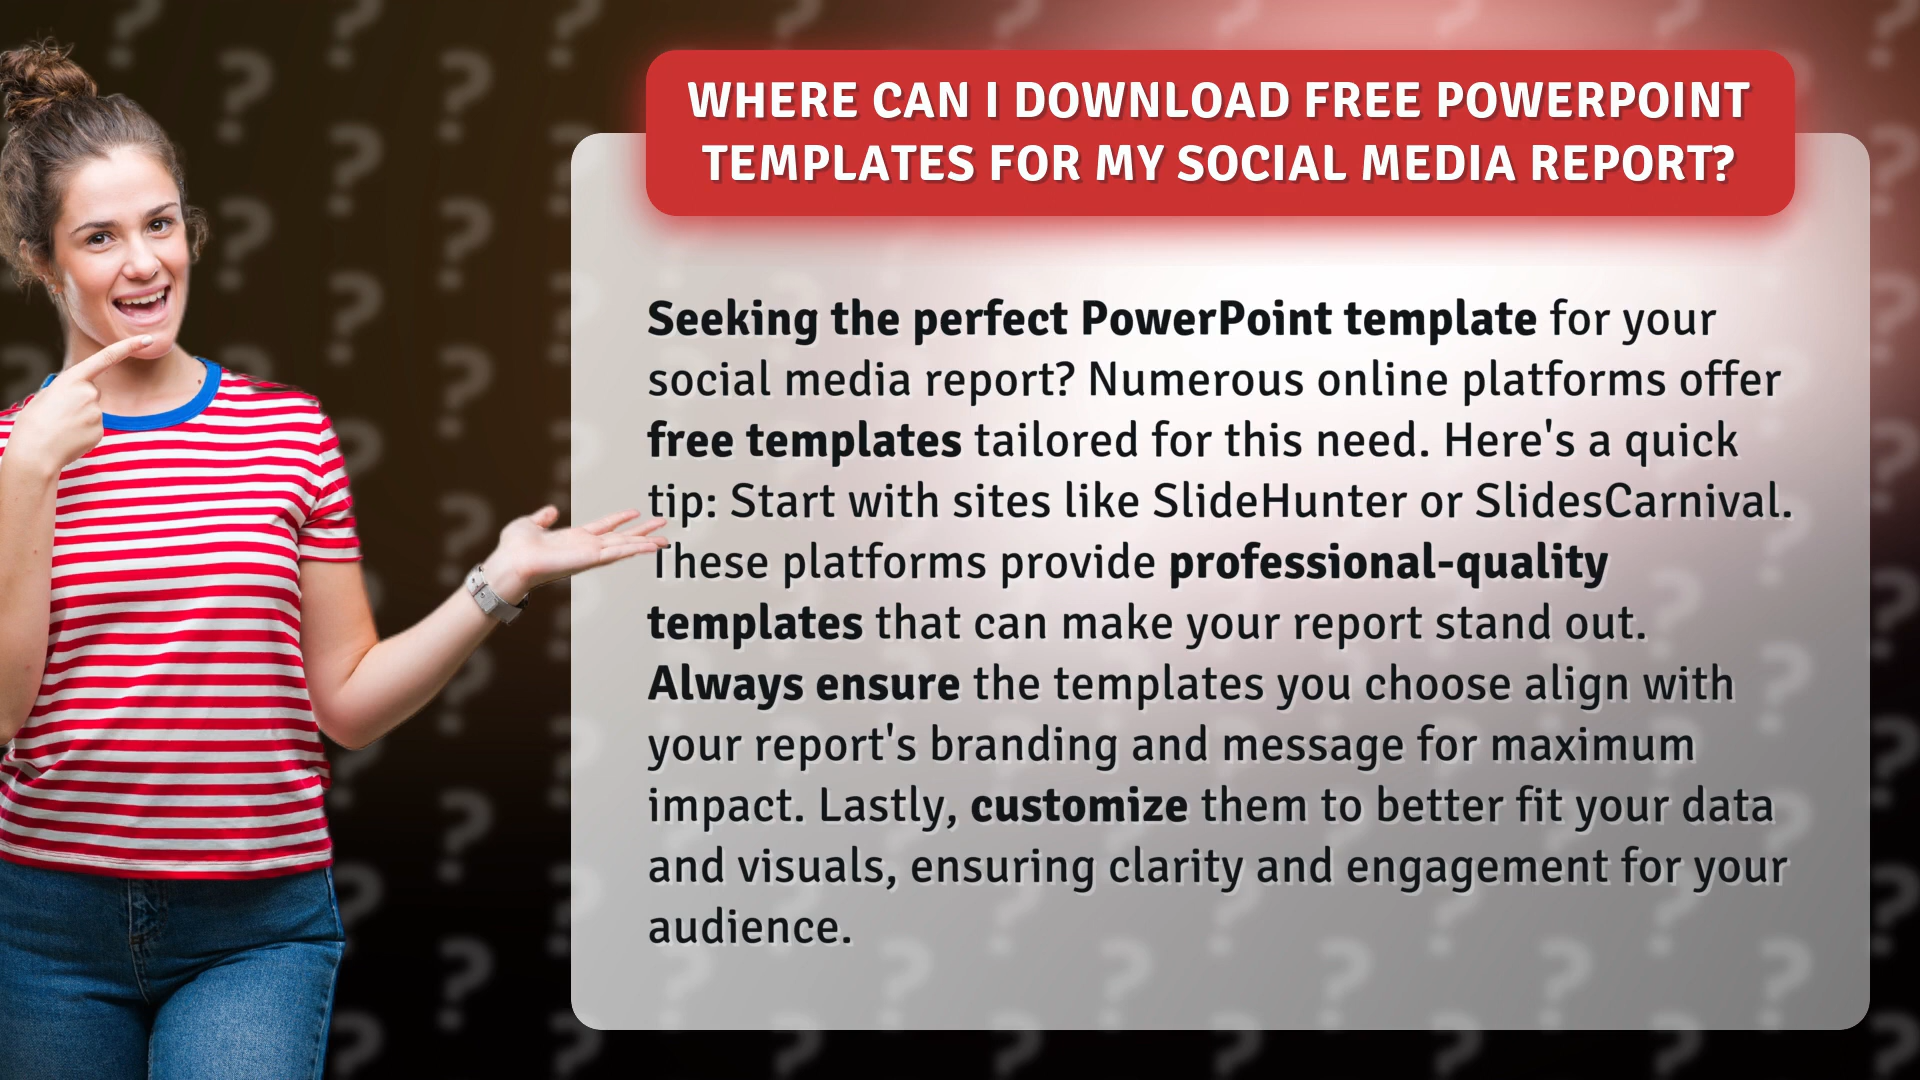 WHERE CAN I DOWNLOAD FREE POWERPOINT
TEMPLATES FOR MY SOCIAL MEDIA REPORT?
Seeking the perfect PowerPoint template for your
social media report? Numerous online platforms offer
free templates tailored for this need. Here's a quick
tip: Start with sites like SlideHunter or SlidesCarnival.
These platforms provide professional-quality
templates that can make your report stand out.
Always ensure the templates you choose align with
your report's branding and message for maximum
impact. Lastly, customize them to better fit your data
and visuals, ensuring clarity and engagement for your
audience.